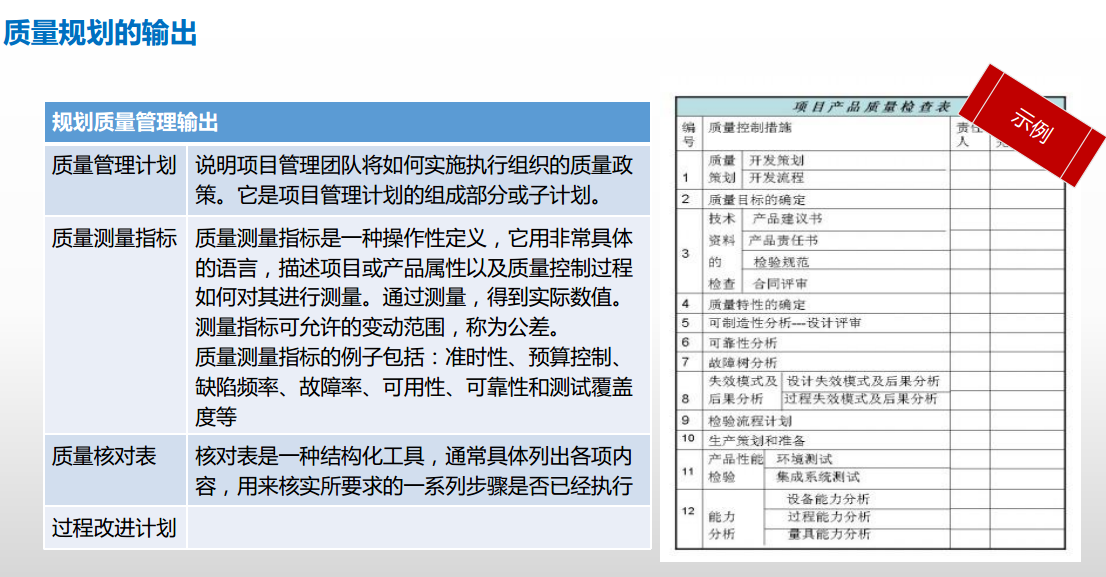 质量规划的输出
规划质量管理输出
质量管理计划
说明项目管理团队将如何实施执行组织的质量政
策。它是项目管理计划的组成部分或子计划。
质量测量指标
质量测量指标是一种操作性定义，它用非常具体
的语言，描述项目或产品属性以及质量控制过程
如何对其进行测量。通过测量，得到实际数值。
测量指标可允许的变动范围，称为公差。
质量测量指标的例子包括：准时性、预算控制、
缺陷频率、故障率、可用性、可靠性和测试覆盖
度等
质量核对表
核对表是一种结构化工具，通常具体列出各项内
容，用来核实所要求的一系列步骤是否已经执行
过程改进计划
项目产品质量检查表
示例
编号
质量控制措施
责任人
1
质量策划
开发策划
开发流程
2 质量目标的确定
3
技术资料的检查
产品建议书
产品责任书
检验规范
合同评审
4 质量特性的确定
5 可制造性分析---设计评审
6 可靠性分析
7 故障树分析
8
失效模式及后果分析
设计失效模式及后果分析
过程失效模式及后果分析
9 检验流程计划
10 生产策划和准备
11
产品性能检验
环境测试
集成系统测试
12
能力分析
设备能力分析
过程能力分析
量具能力分析